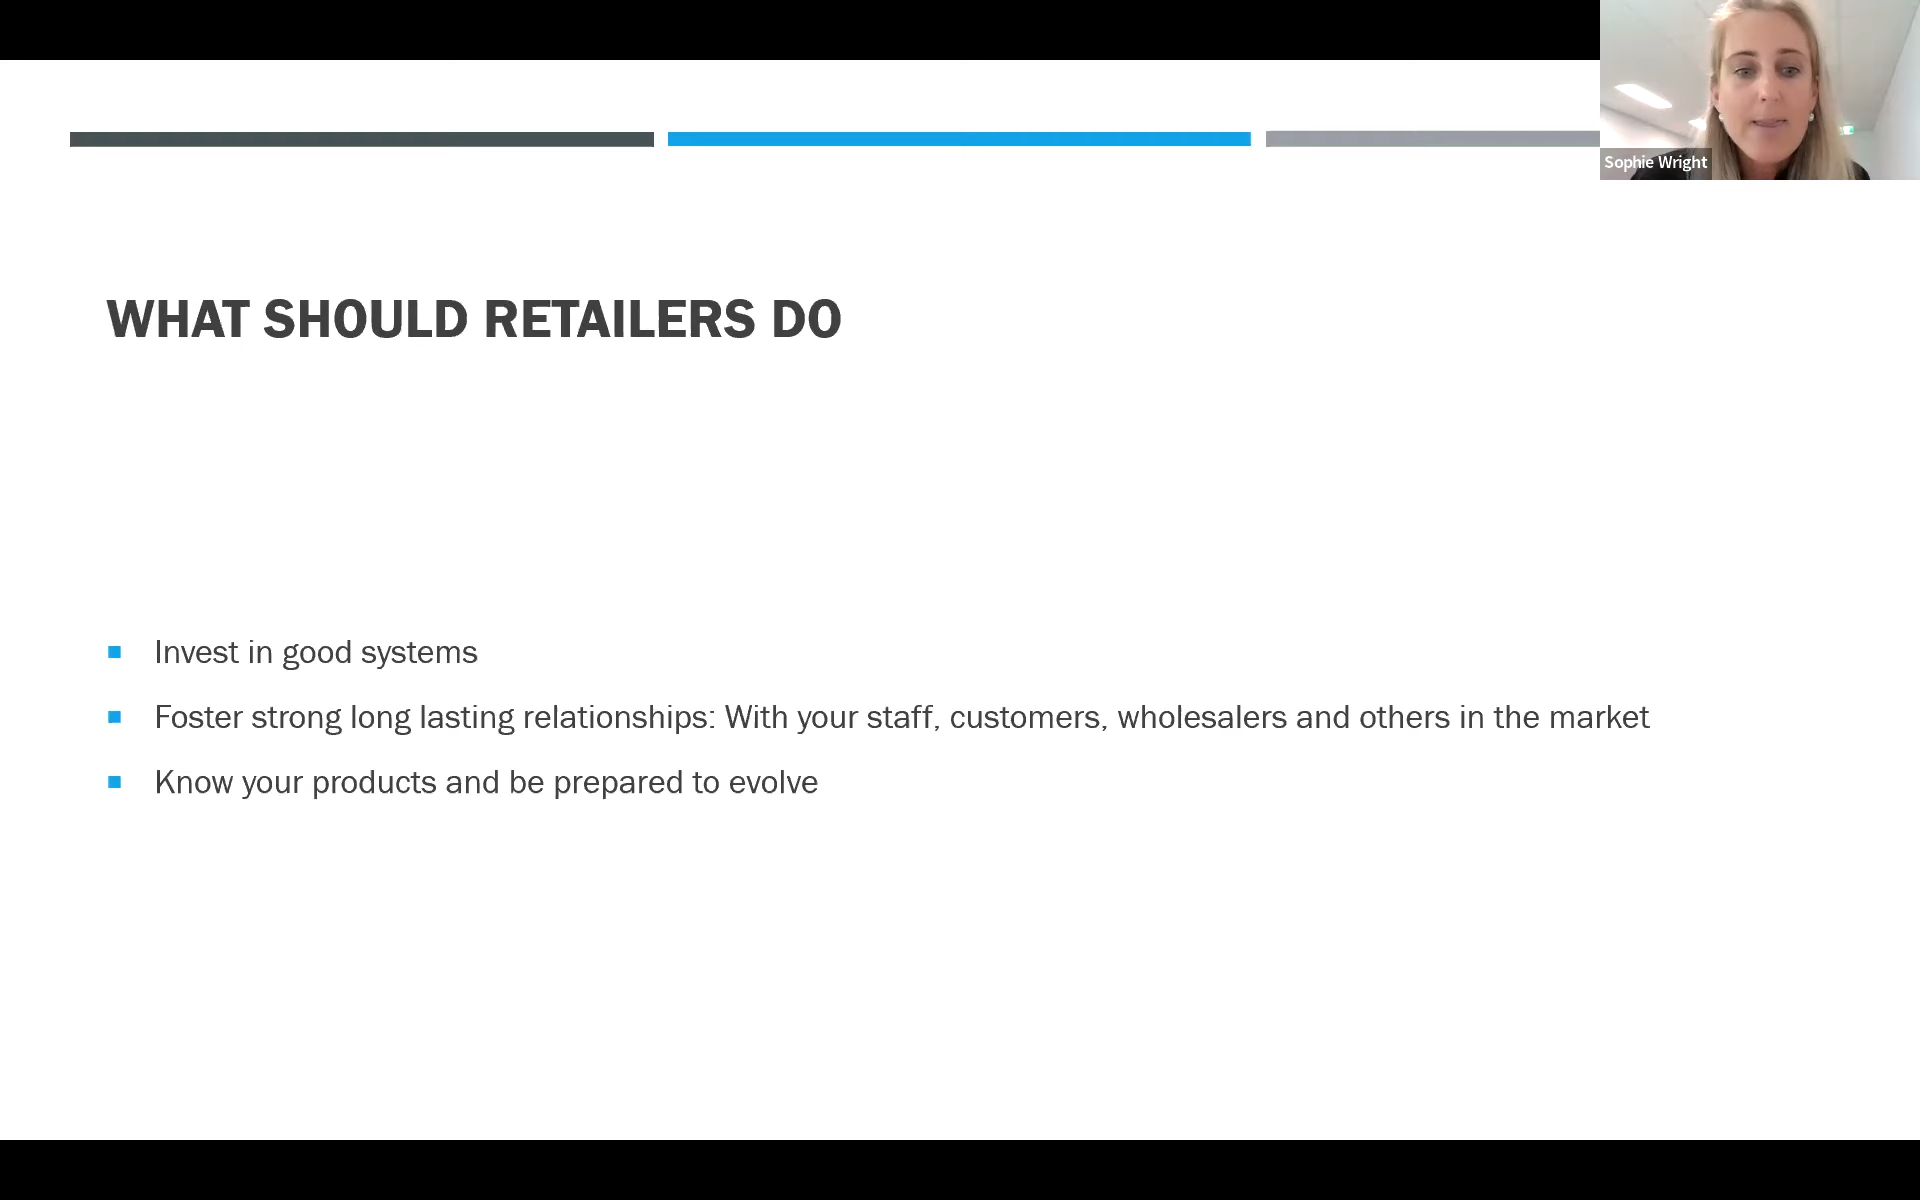 Sophie Wright
WHAT SHOULD RETAILERS DO
Invest in good systems
Foster strong long lasting relationships: With your staff, customers, wholesalers and others in the market
Know your products and be prepared to evolve